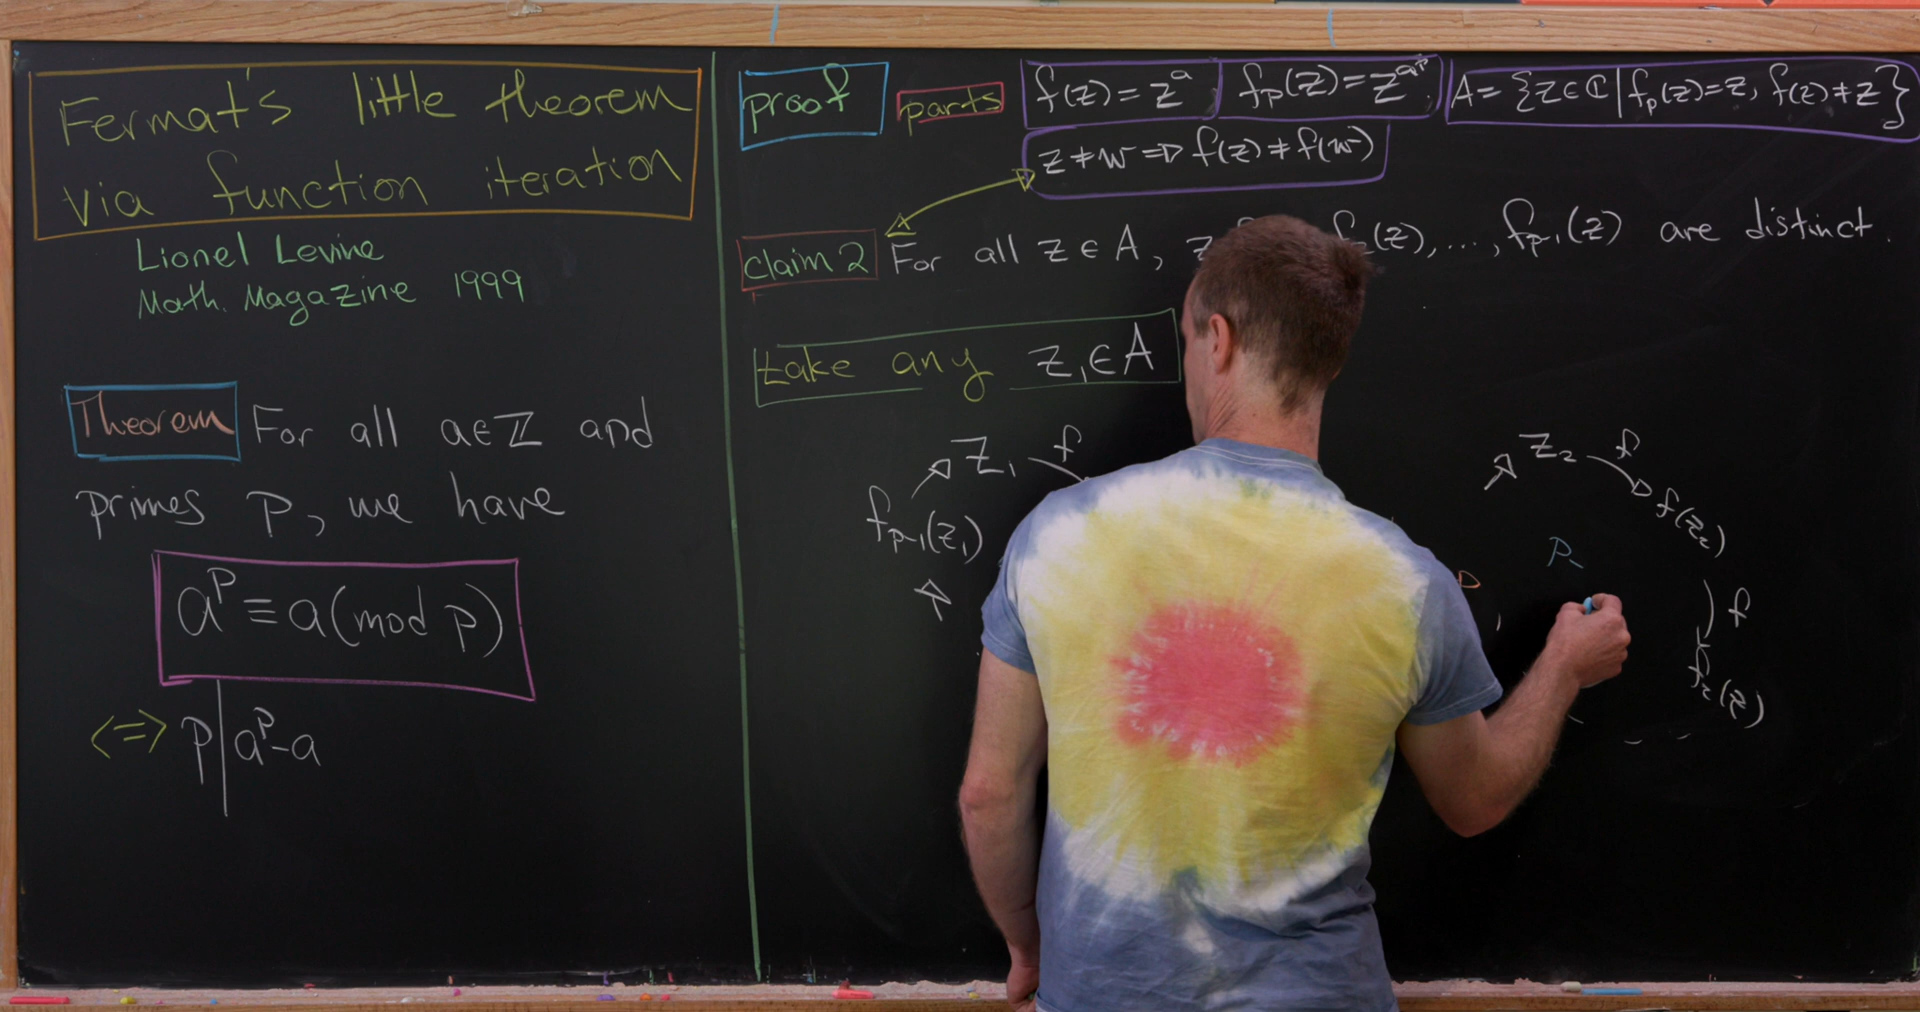 Fermat's little theorem
via function iteration
Lionel Levine
Math. Magazine 1999
Theorem For all a∈ℤ and
primes p, we have
a^p ≡ a (mod p)
<=> p | a^p - a
proof parts f(z) = z^a f_p(z) = z^{a^p}. A = {z∈ℂ | f_p(z)=z, f(z)≠z}
z ≠ w => f(z) ≠ f(w)
claim 2 For all z ∈ A, z (z), ..., f_{p-1}(z) are distinct.
take any z_1 ∈ A
z_1 f
f_{p-1}(z_1)
z_2 f
f(z_2)
f
f_2(z)